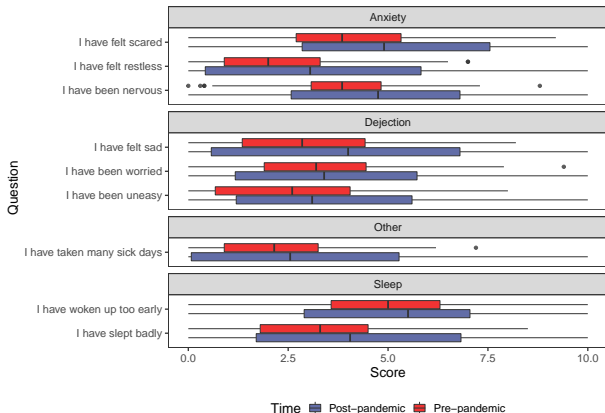 Anxiety
I have felt scared
I have felt restless
I have been nervous
Dejection
I have felt sad
I have been worried
I have been uneasy
Other
I have taken many sick days
Sleep
I have woken up too early
I have slept badly
Question
0.0 2.5 5.0 7.5 10.0
Score
Time Post-pandemic Pre-pandemic